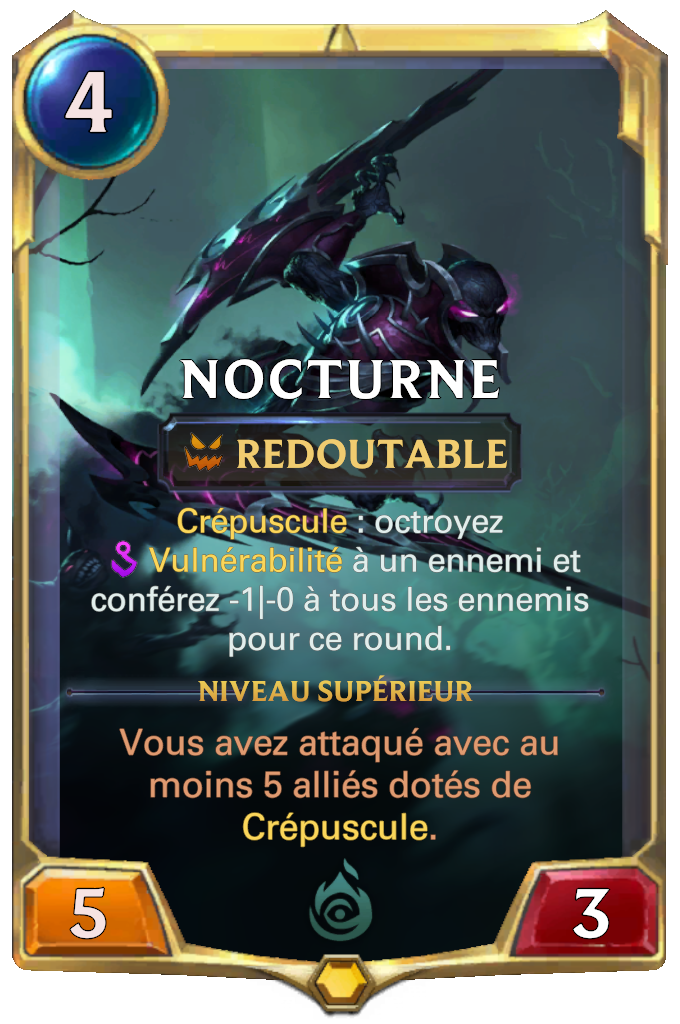 4
NOCTURNE
REDOUTABLE
Crépuscule : octroyez
Vulnérabilité à un ennemi et
conférez -1|-0 à tous les ennemis
pour ce round.
NIVEAU SUPÉRIEUR
Vous avez attaqué avec au
moins 5 alliés dotés de
Crépuscule.
5
3